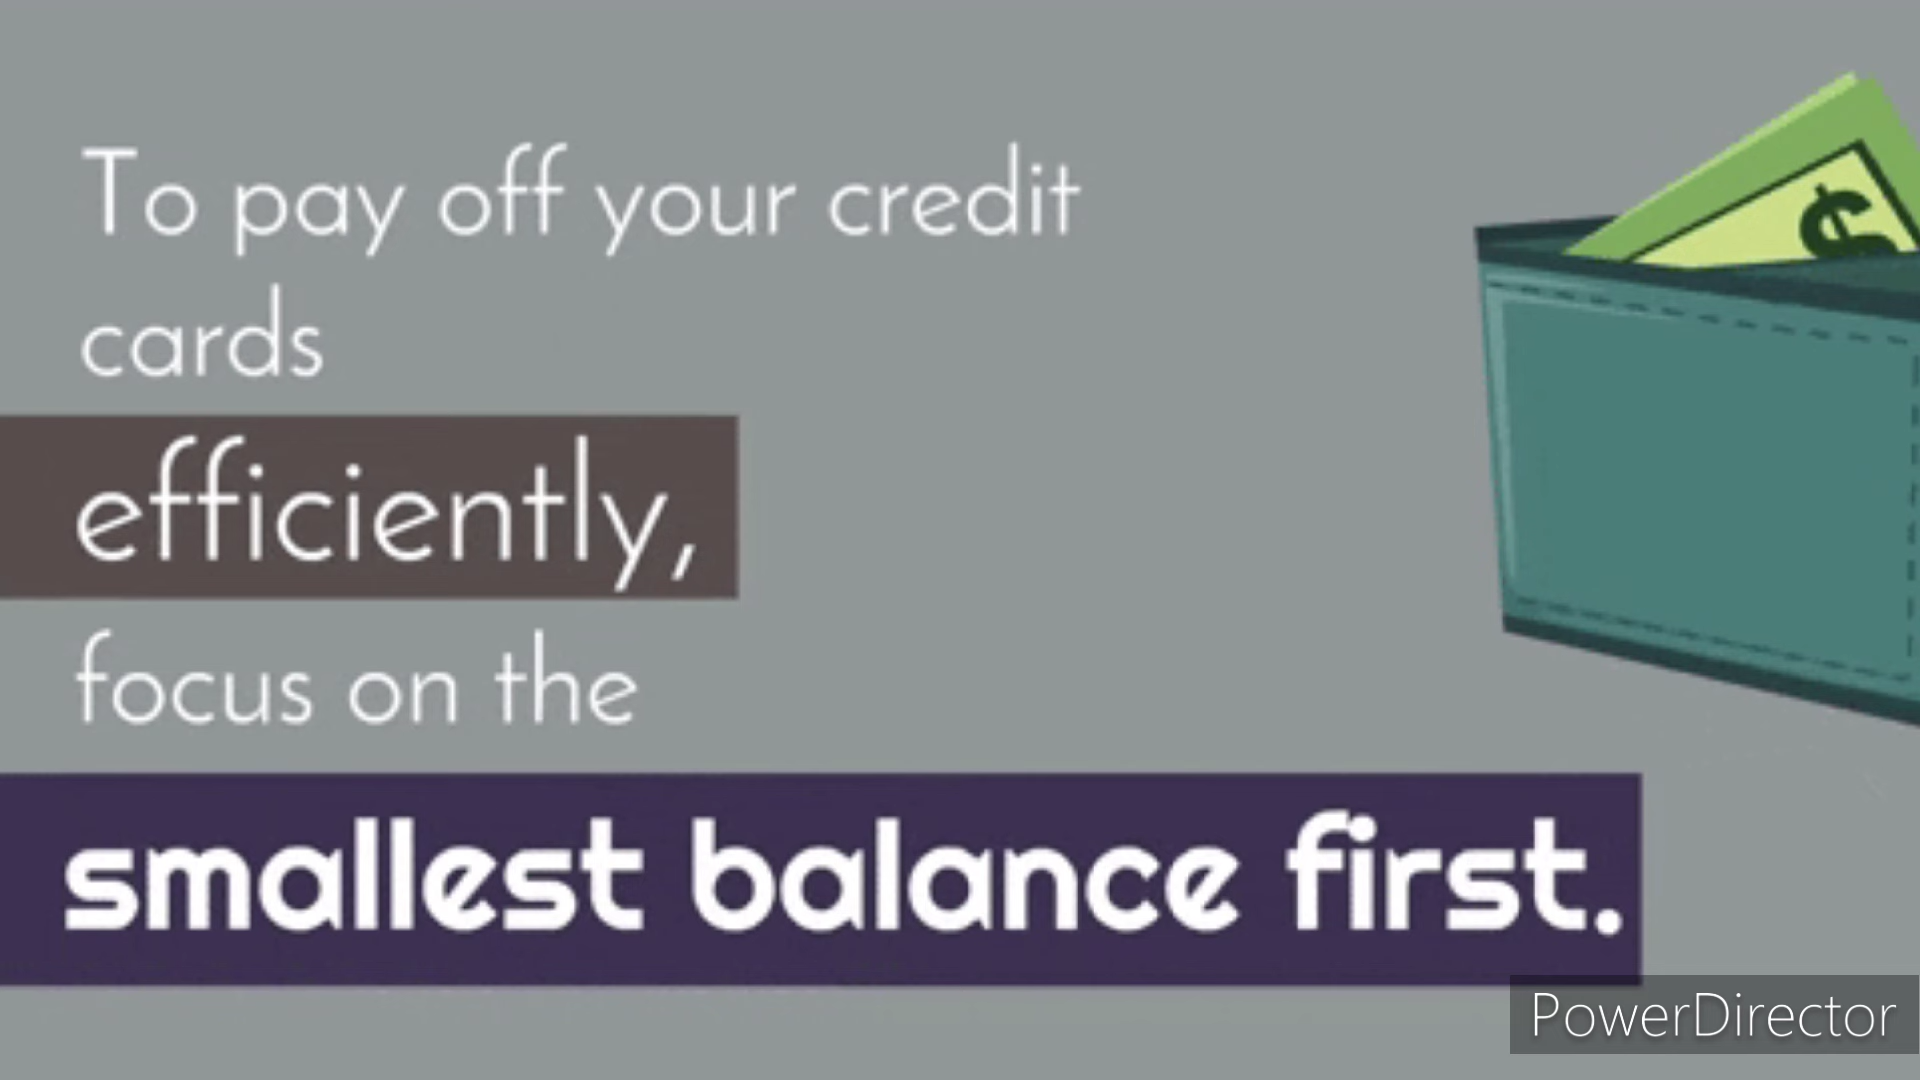 To pay off your credit
cards
efficiently,
focus on the
smallest balance first.
$
PowerDirector